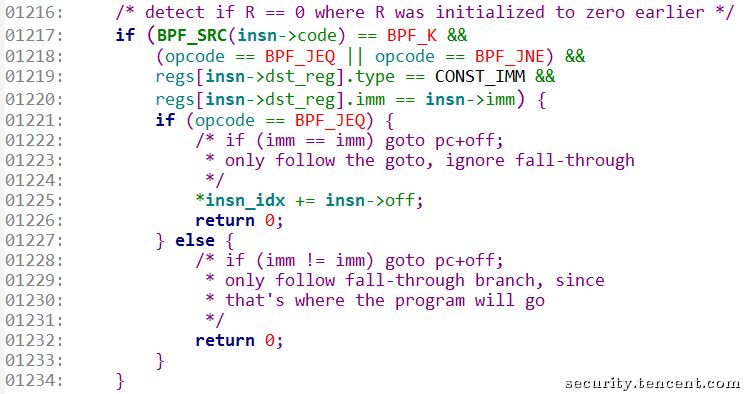 01216:     /* detect if R == 0 where R was initialized to zero earlier */
01217:     if (BPF_SRC(insn->code) == BPF_K &&
01218:         (opcode == BPF_JEQ || opcode == BPF_JNE) &&
01219:         regs[insn->dst_reg].type == CONST_IMM &&
01220:         regs[insn->dst_reg].imm == insn->imm) {
01221:         if (opcode == BPF_JEQ) {
01222:             /* if (imm == imm) goto pc+off;
01223:              * only follow the goto, ignore fall-through
01224:              */
01225:             *insn_idx += insn->off;
01226:             return 0;
01227:         } else {
01228:             /* if (imm != imm) goto pc+off;
01229:              * only follow fall-through branch, since
01230:              * that's where the program will go
01231:              */
01232:             return 0;
01233:         }
01234:     }
security.tencent.com